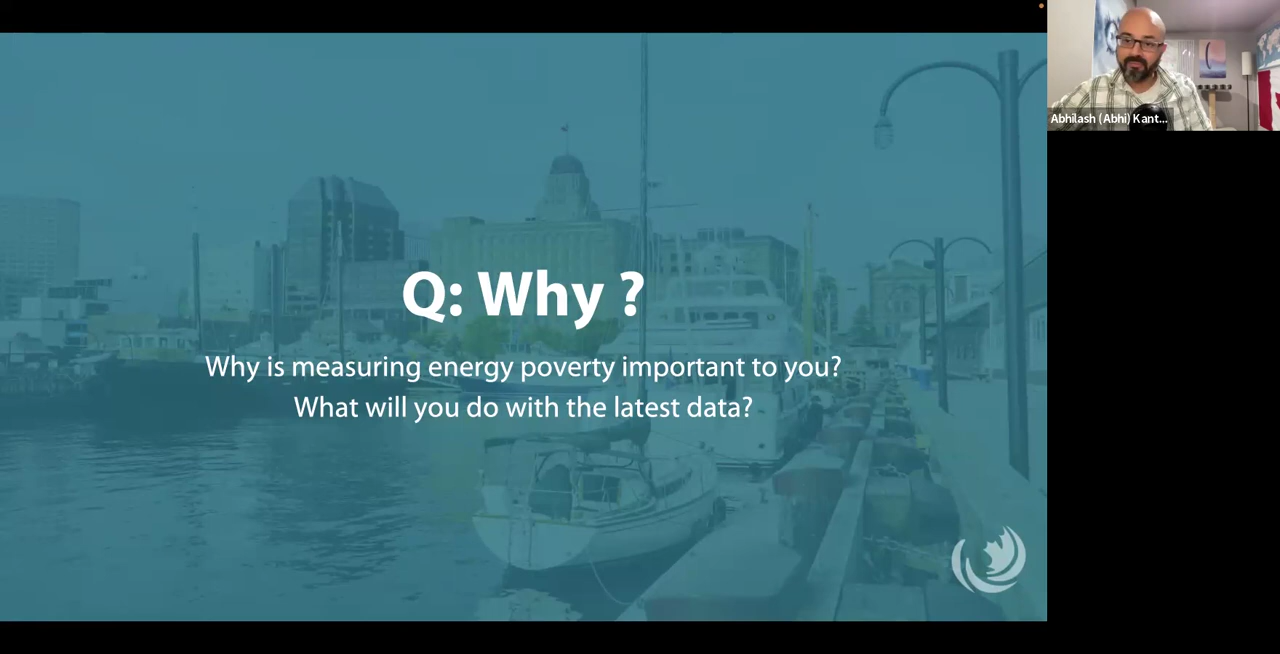 Q: Why ?
Why is measuring energy poverty important to you?
What will you do with the latest data?
Abhilash (Abhi) Kant...